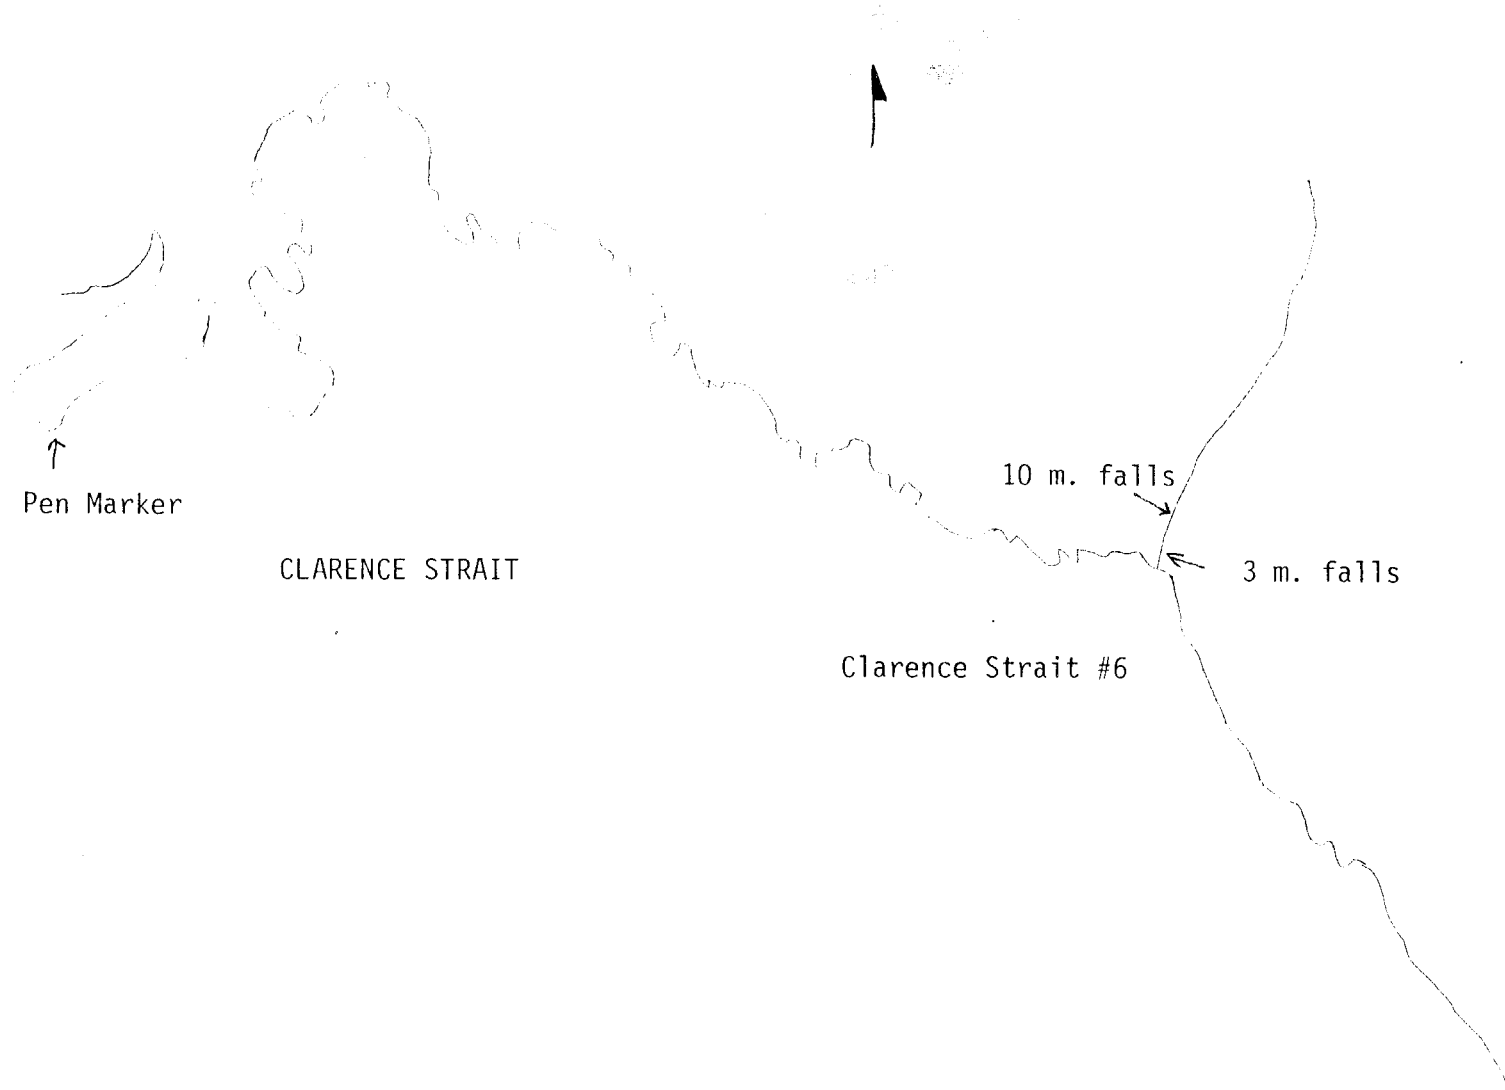 10 m. falls
Pen Marker
CLARENCE STRAIT
3 m. falls
Clarence Strait #6